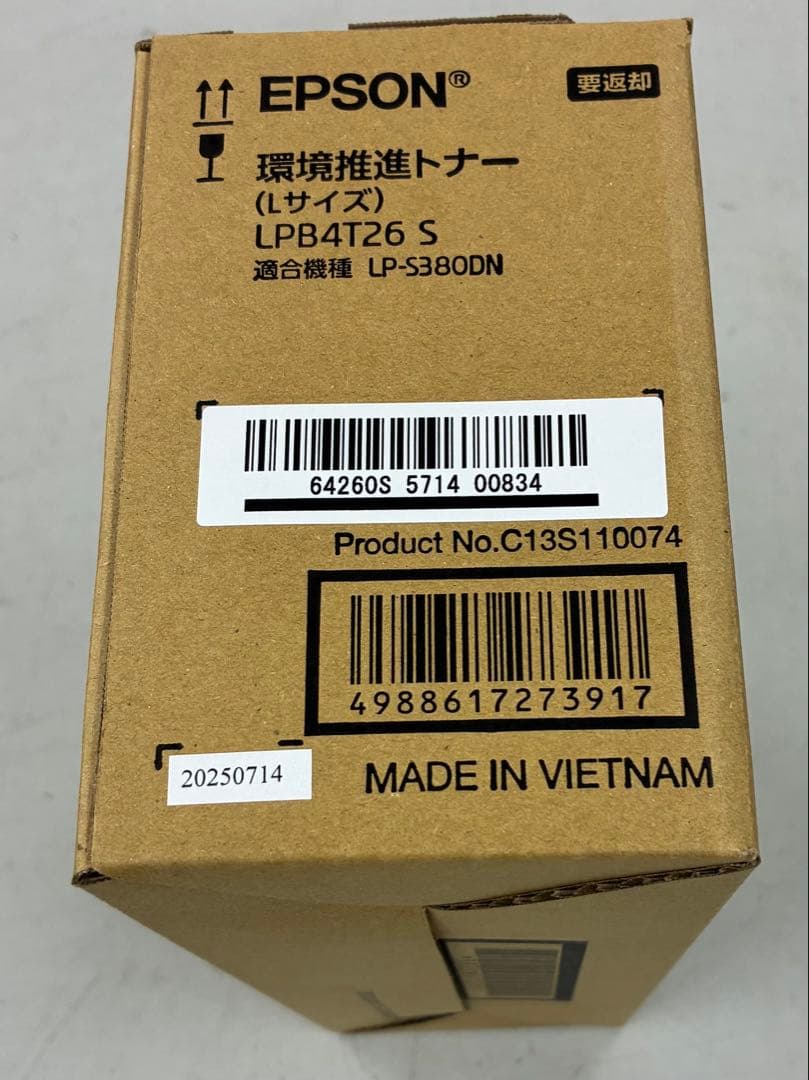 EPSON®
要返却
環境推進トナー
(Lサイズ)
LPB4T26 S
適合機種 LP-S380DN
64260S 5714 00834
Product No.C13S110074
4988617273917
20250714
MADE IN VIETNAM